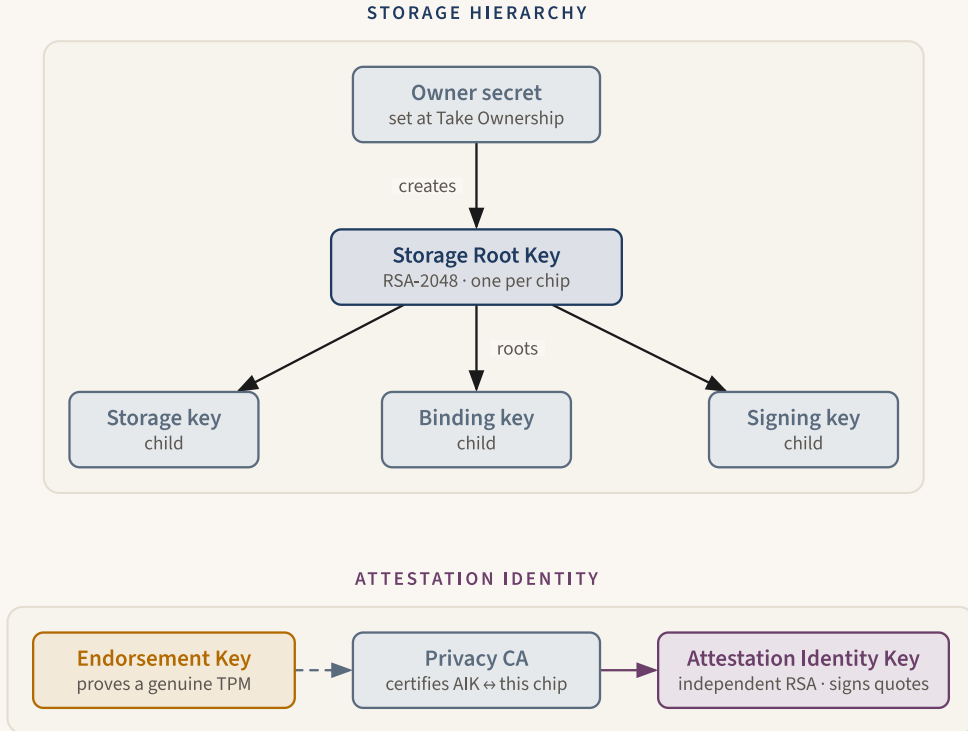 STORAGE HIERARCHY
Owner secret
set at Take Ownership
creates
Storage Root Key
RSA-2048 · one per chip
roots
Storage key
child
Binding key
child
Signing key
child
ATTESTATION IDENTITY
Endorsement Key
proves a genuine TPM
Privacy CA
certifies AIK ↔ this chip
Attestation Identity Key
independent RSA · signs quotes